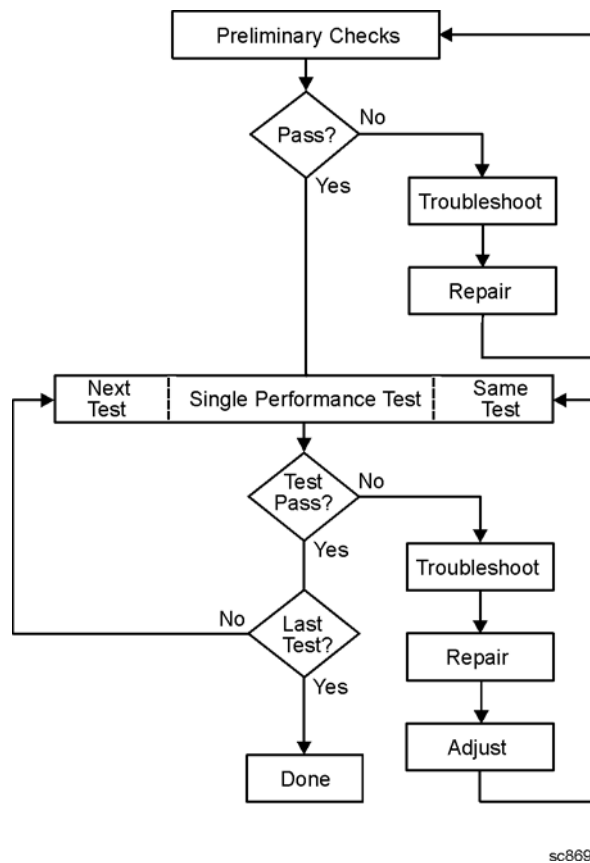 Preliminary Checks
No
Pass?
Yes
Troubleshoot
Repair
Next
Test
Single Performance Test
Same
Test
Test
Pass?
No
Yes
Troubleshoot
No
Last
Test?
Repair
Yes
Adjust
Done
sc869